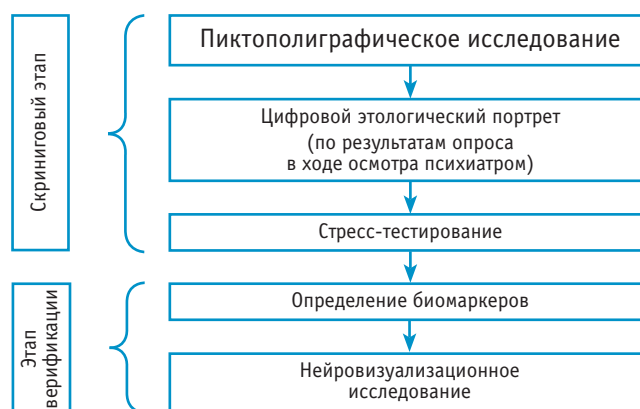 Скрининговый этап
Пиктополиграфическое исследование
Цифровой этологический портрет
(по результатам опроса
в ходе осмотра психиатром)
Стресс-тестирование
Этап
верификации
Определение биомаркеров
Нейровизуализационное
исследование